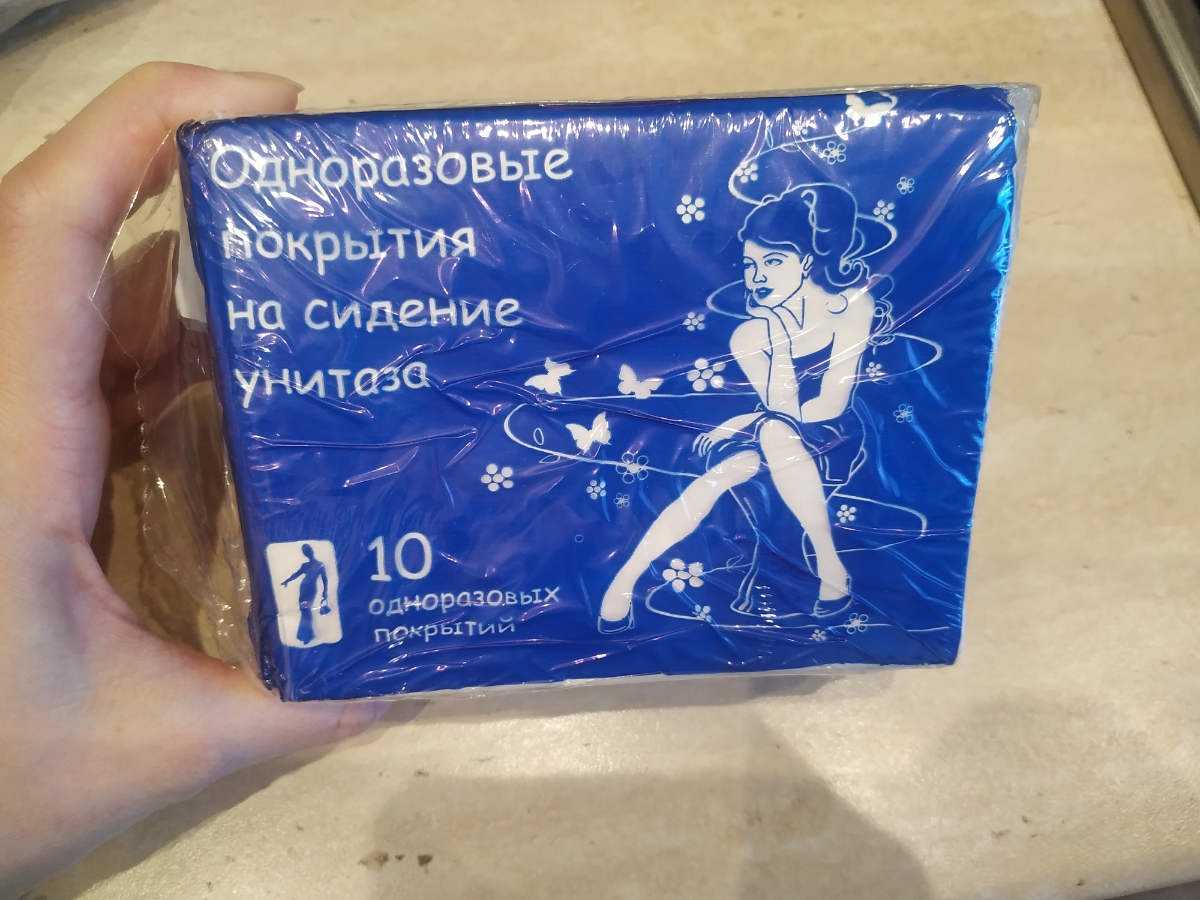 Одноразовые
покрытия
на сидение
унитаза
10
одноразовых
покрытий